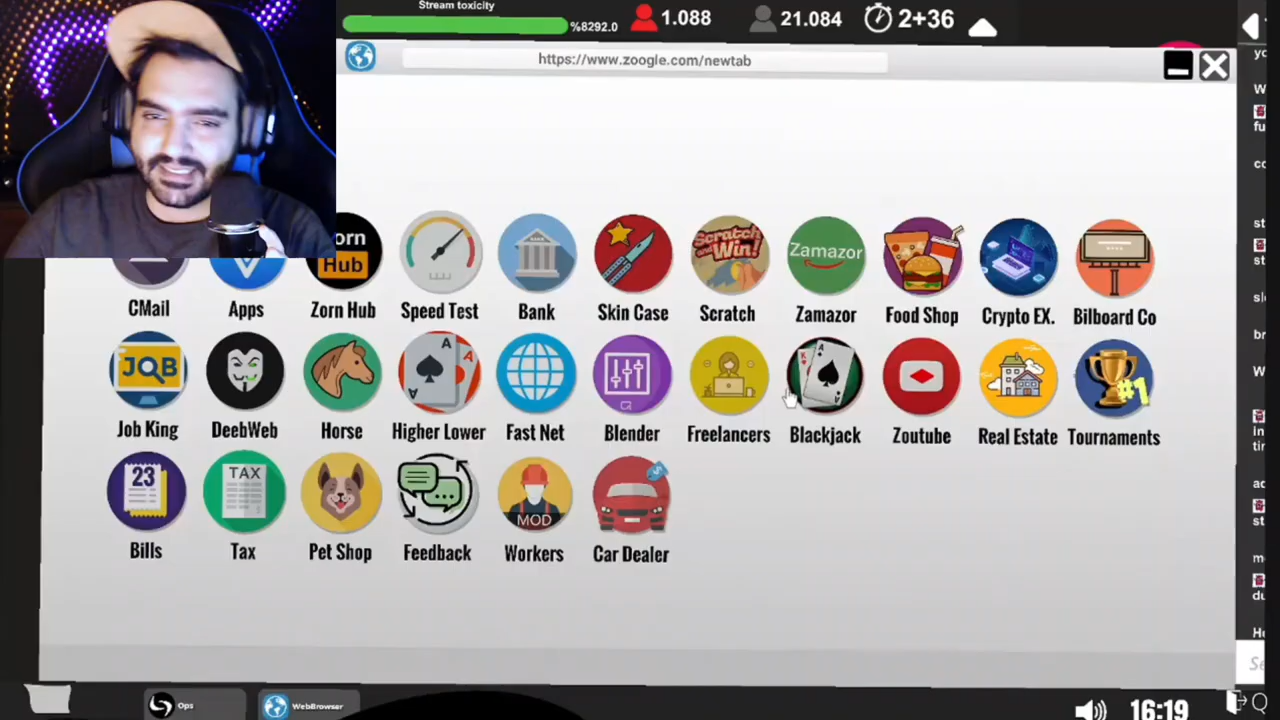 Stream toxicity
%8292.0
1.088
21.084
2+36
https://www.zoogle.com/newtab
orn
Hub
Scratch
Win!
Zamazor
CMail
Apps
Zorn Hub
Speed Test
Bank
Skin Case
Scratch
Zamazor
Food Shop
Crypto EX.
Bilboard Co
JOB
A
A
A
K
A
#1
Job King
DeebWeb
Horse
Higher Lower
Fast Net
Blender
Freelancers
Blackjack
Zoutube
Real Estate
Tournaments
23
TAX
MOD
$
Bills
Tax
Pet Shop
Feedback
Workers
Car Dealer
Ops
WebBrowser
16:19